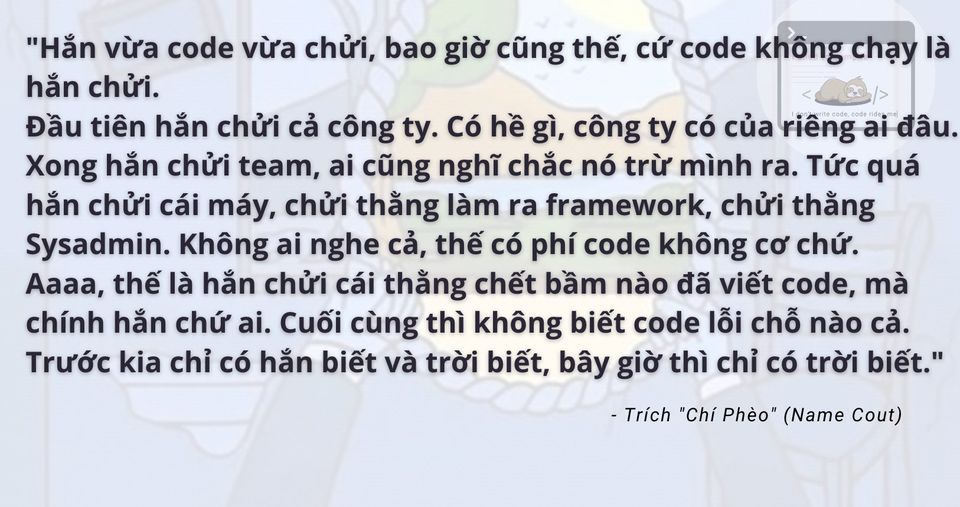 "Hắn vừa code vừa chửi, bao giờ cũng thế, cứ code không chạy là
hắn chửi.
Đầu tiên hắn chửi cả công ty. Có hề gì, công ty có của riêng ai đâu.
Xong hắn chửi team, ai cũng nghĩ chắc nó trừ mình ra. Tức quá
hắn chửi cái máy, chửi thằng làm ra framework, chửi thằng
Sysadmin. Không ai nghe cả, thế có phí code không cơ chứ.
Aaaa, thế là hắn chửi cái thằng chết bầm nào đã viết code, mà
chính hắn chứ ai. Cuối cùng thì không biết code lỗi chỗ nào cả.
Trước kia chỉ có hắn biết và trời biết, bây giờ thì chỉ có trời biết."
- Trích "Chí Phèo" (Name Cout)